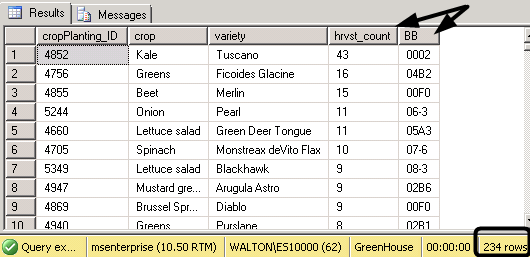 Results Messages
cropPlanting_ID crop variety hrvst_count BB
1 4852 Kale Tuscano 43 0002
2 4756 Greens Ficoides Glacine 16 04B2
3 4855 Beet Merlin 15 00F0
4 5244 Onion Pearl 11 06-3
5 4660 Lettuce salad Green Deer Tongue 11 05A3
6 4705 Spinach Monstreax deVito Flax 10 07-6
7 5349 Lettuce salad Blackhawk 9 08-3
8 4947 Mustard gre... Arugula Astro 9 02B6
9 4869 Brussel Spr... Diablo 9 00F0
10 4940 Greens Purslane 8 02B1
Query ex... msenterprise (10.50 RTM) WALTON\ES10000 (62) GreenHouse 00:00:00 234 rows